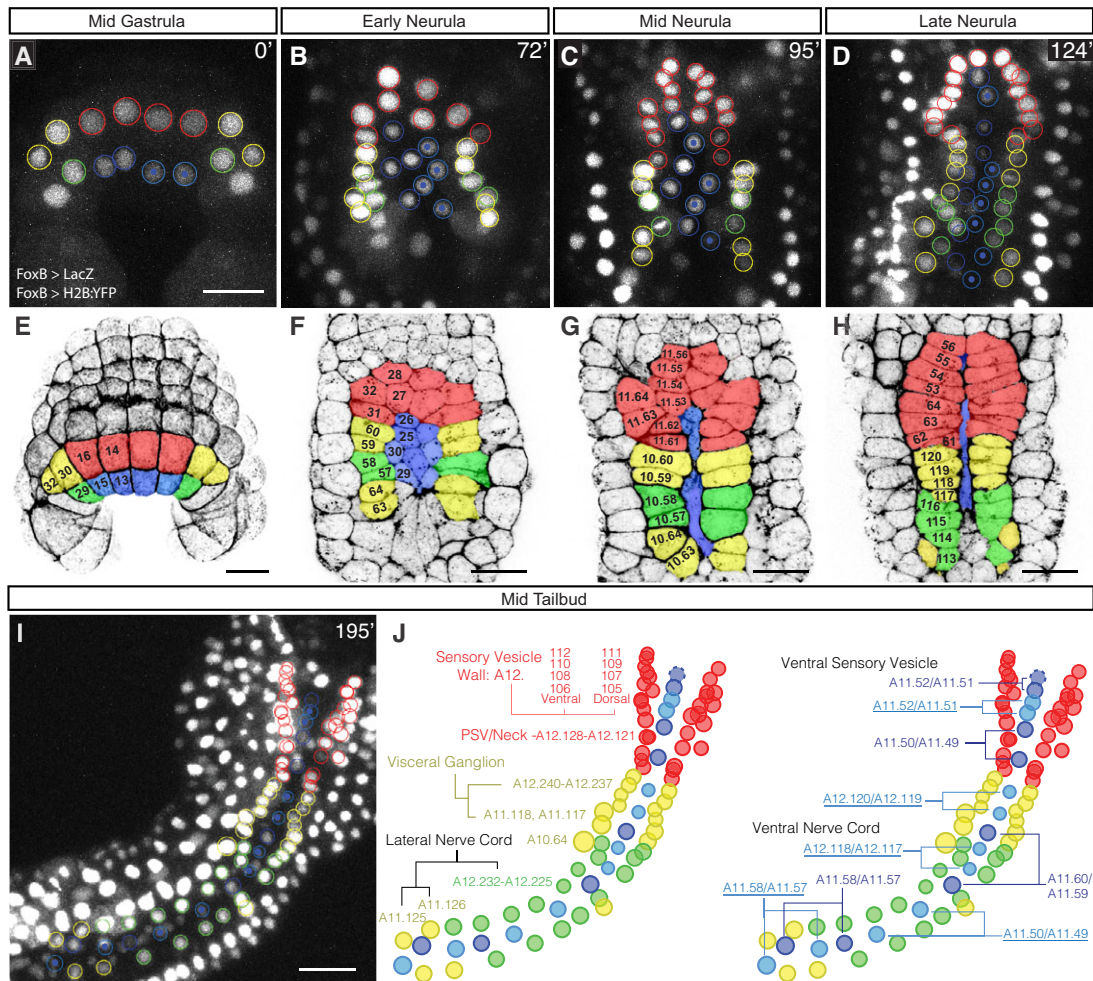 Mid Gastrula
Early Neurula
Mid Neurula
Late Neurula
A 0'
B 72'
C 95'
D 124'
FoxB > LacZ
FoxB > H2B:YFP
E
F
G
H
16 14
32 30 29 15 13
28
32 27
31 26
60 25
59 30
58 57 29
64
63
11.56
11.55
11.54
11.64 11.53
11.63 11.62
11.61
10.60
10.59
10.58
10.57
10.64
10.63
56
55
54
53
64
63
62 61
120
119
118
117
116
115
114
113
Mid Tailbud
I 195'
J
Sensory Vesicle
Wall: A12.
112 111
110 109
108 107
106 105
Ventral Dorsal
PSV/Neck -A12.128-A12.121
Visceral Ganglion
A12.240-A12.237
A11.118, A11.117
Lateral Nerve Cord
A10.64
A12.232-A12.225
A11.126
A11.125
Ventral Sensory Vesicle
A11.52/A11.51
A11.52/A11.51
A11.50/A11.49
A12.120/A12.119
Ventral Nerve Cord
A12.118/A12.117
A11.58/A11.57
A11.58/A11.57
A11.60/
A11.59
A11.50/A11.49